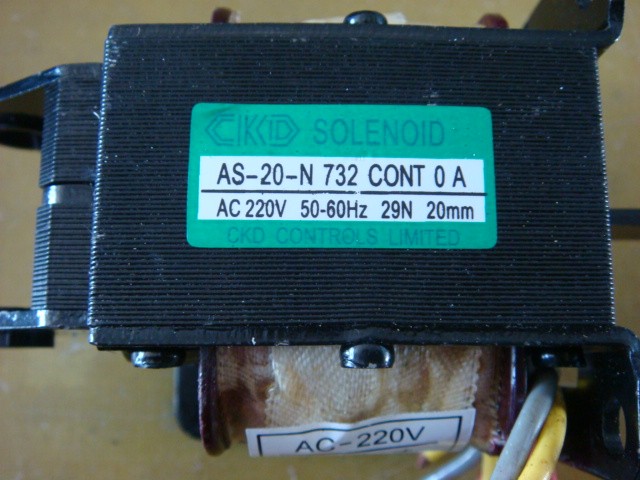 CKD SOLENOID
AS-20-N 732 CONT 0 A
AC 220V 50-60Hz 29N 20mm
CKD CONTROLS LIMITED
AC-220V